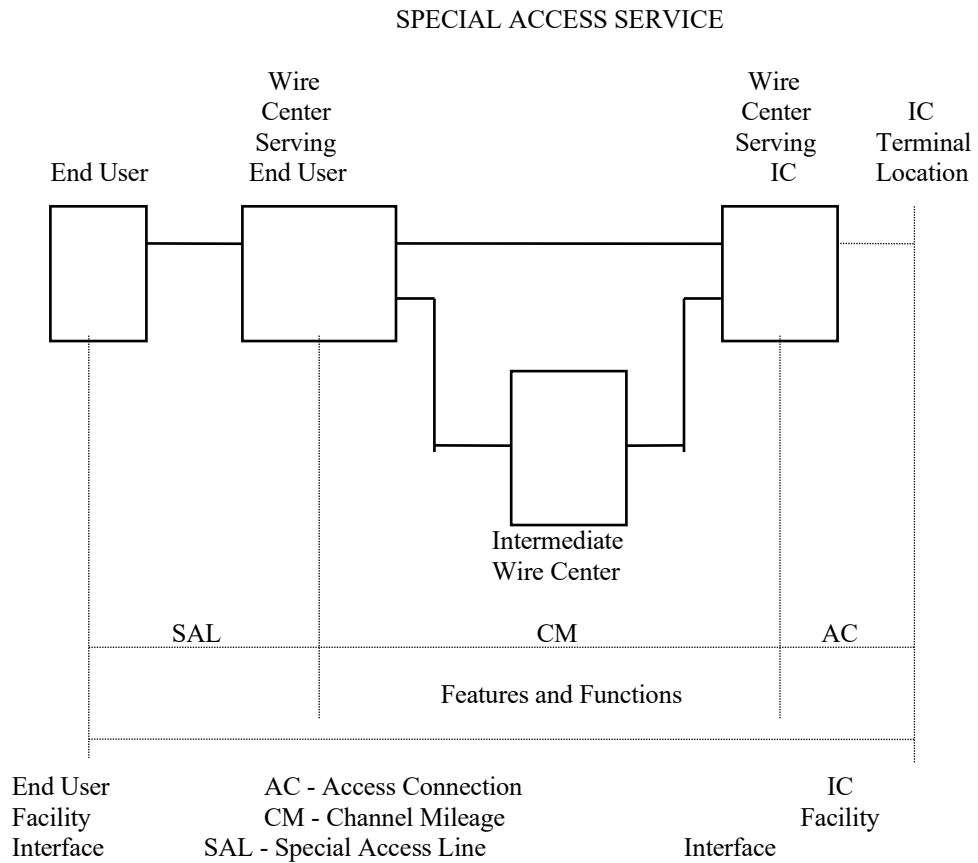 SPECIAL ACCESS SERVICE
Wire Center Serving End User
Wire Center Serving IC
IC Terminal Location
End User
Intermediate
Wire Center
SAL CM AC
Features and Functions
End User AC - Access Connection IC
Facility CM - Channel Mileage Facility
Interface SAL - Special Access Line Interface